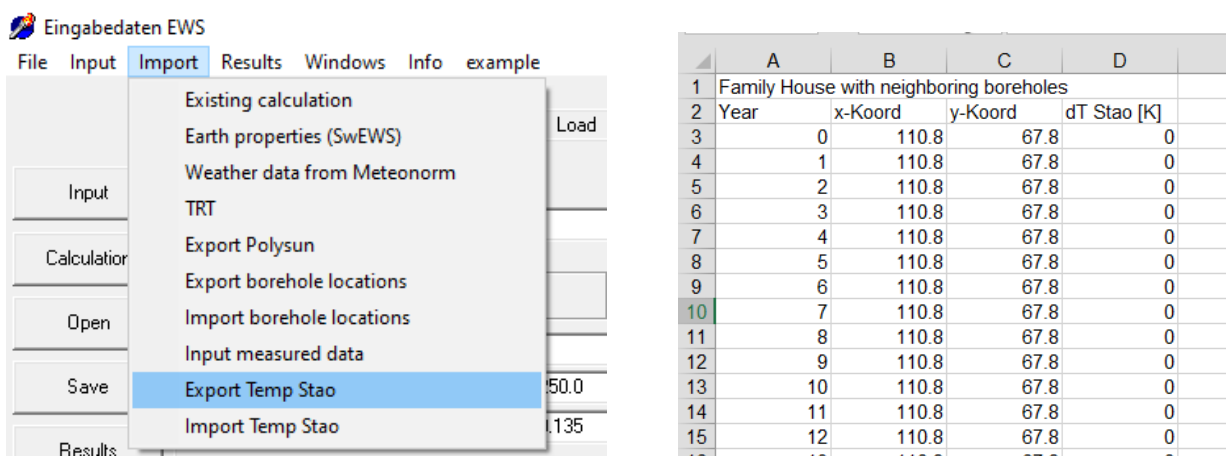 Eingabedaten EWS
File Input Import Results Windows Info example
Existing calculation
Earth properties (SwEWS)
Load
Weather data from Meteonorm
Input
TRT
Export Polysun
Calculation
Export borehole locations
Import borehole locations
Open
Input measured data
Save
Export Temp Stao
250.0
Import Temp Stao
.135
Results
A B C D
1 Family House with neighboring boreholes
2 Year x-Koord y-Koord dT Stao [K]
3 0 110.8 67.8 0
4 1 110.8 67.8 0
5 2 110.8 67.8 0
6 3 110.8 67.8 0
7 4 110.8 67.8 0
8 5 110.8 67.8 0
9 6 110.8 67.8 0
10 7 110.8 67.8 0
11 8 110.8 67.8 0
12 9 110.8 67.8 0
13 10 110.8 67.8 0
14 11 110.8 67.8 0
15 12 110.8 67.8 0